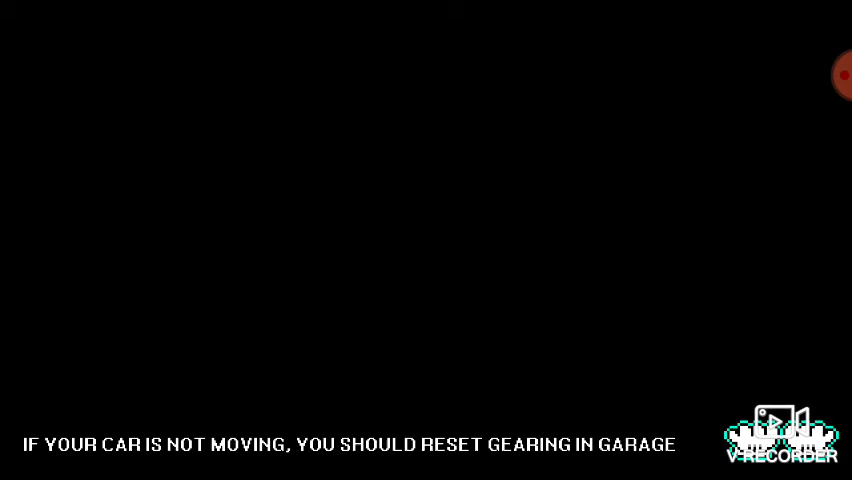 IF YOUR CAR IS NOT MOVING, YOU SHOULD RESET GEARING IN GARAGE
V RECORDER